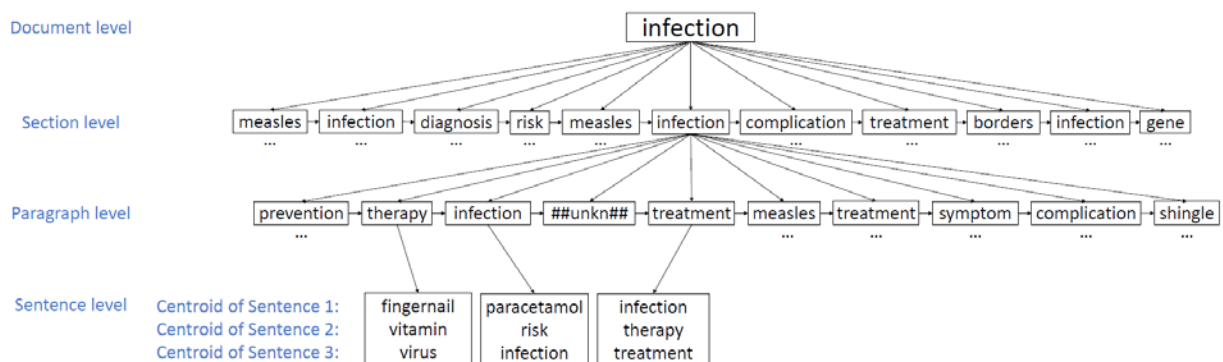 Document level
infection
Section level
measles infection diagnosis risk measles infection complication treatment borders infection gene
... ... ... ... ... ... ... ... ... ...
Paragraph level
prevention therapy infection ##unkn## treatment measles treatment symptom complication shingle
... ... ... ... ... ...
Sentence level
Centroid of Sentence 1: fingernail paracetamol infection
Centroid of Sentence 2: vitamin risk therapy
Centroid of Sentence 3: virus infection treatment